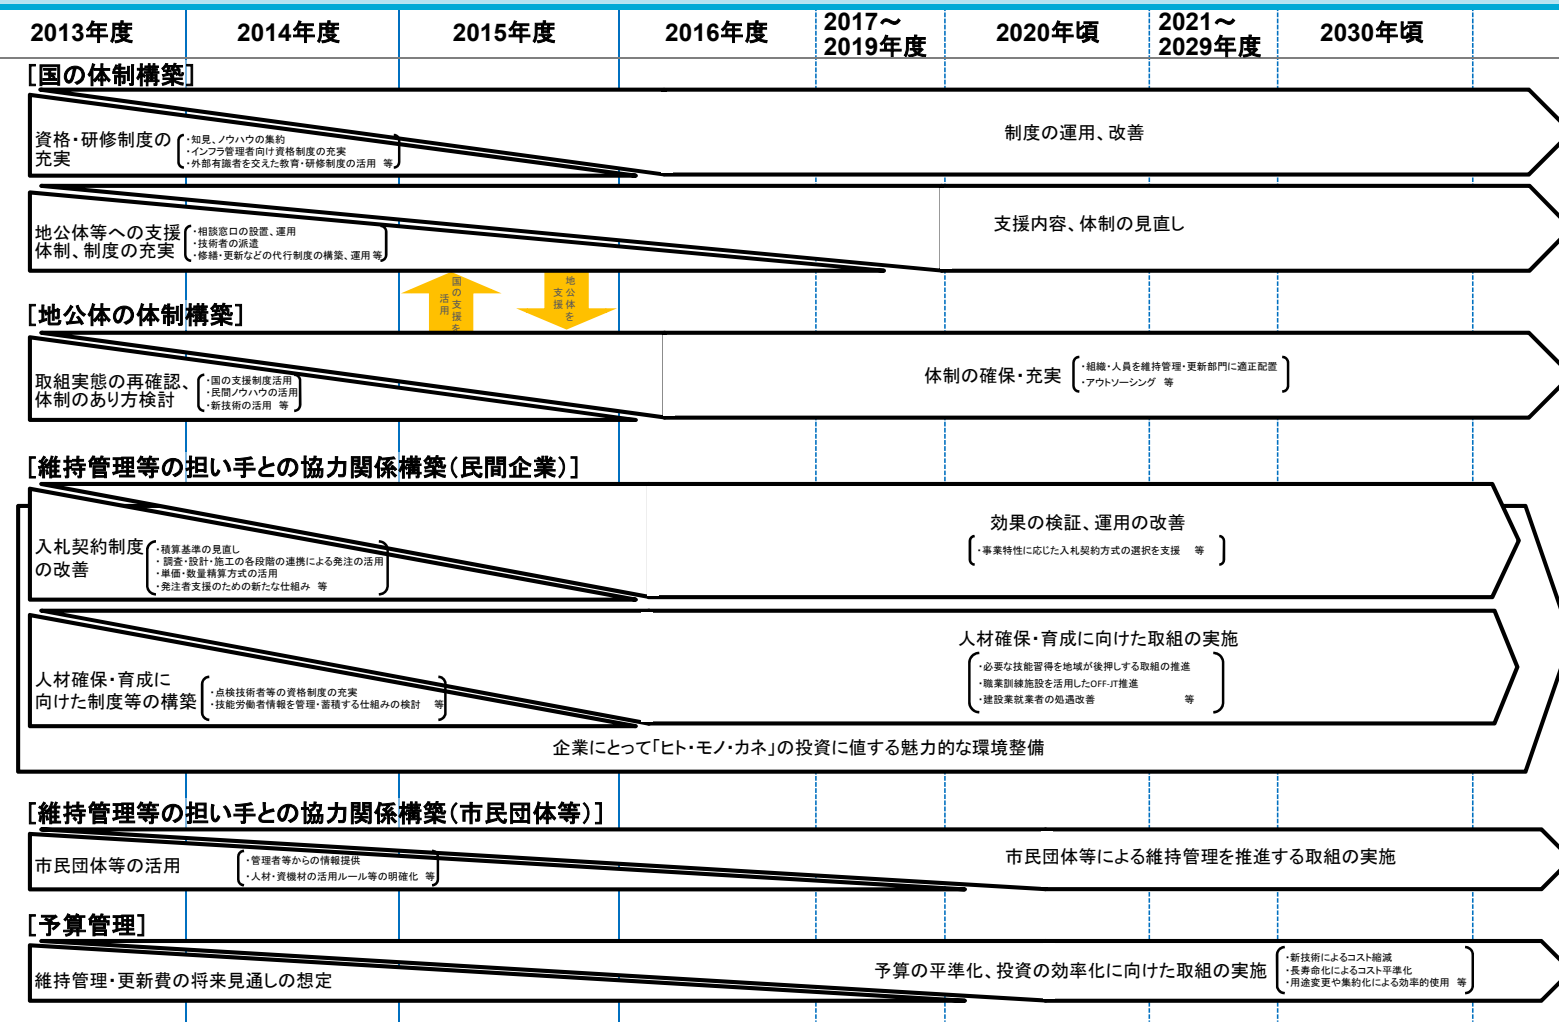 2013年度
2014年度
2015年度
2016年度
2017～
2019年度
2020年頃
2021～
2029年度
2030年頃
［国の体制構築］
資格・研修制度の
充実
・知見、ノウハウの集約
・インフラ管理者向け資格制度の充実
・外部有識者を交えた教育・研修制度の活用　等
制度の運用、改善
地公体等への支援
体制、制度の充実
・相談窓口の設置、運用
・技術者の派遣
・修繕・更新などの代行制度の構築、運用 等
支援内容、体制の見直し
国の支援を
活用
地公体を
支援
［地公体の体制構築］
取組実態の再確認、
体制のあり方検討
・国の支援制度活用
・民間ノウハウの活用
・新技術の活用　等
体制の確保・充実
・組織・人員を維持管理・更新部門に適正配置
・アウトソーシング　等
［維持管理等の担い手との協力関係構築（民間企業）］
入札契約制度
の改善
・積算基準の見直し
・調査・設計・施工の各段階の連携による発注の活用
・単価・数量精算方式の活用
・発注者支援のための新たな仕組み　等
効果の検証、運用の改善
・事業特性に応じた入札契約方式の選択を支援　等
人材確保・育成に
向けた制度等の構築
・点検技術者等の資格制度の充実
・技能労働者情報を管理・蓄積する仕組みの検討　等
人材確保・育成に向けた取組の実施
・必要な技能習得を地域が後押しする取組の推進
・職業訓練施設を活用したOFF-JT推進
・建設業就業者の処遇改善　等
企業にとって「ヒト・モノ・カネ」の投資に値する魅力的な環境整備
［維持管理等の担い手との協力関係構築（市民団体等）］
市民団体等の活用
・管理者等からの情報提供
・人材・資機材の活用ルール等の明確化　等
市民団体等による維持管理を推進する取組の実施
［予算管理］
維持管理・更新費の将来見通しの想定
予算の平準化、投資の効率化に向けた取組の実施
・新技術によるコスト縮減
・長寿命化によるコスト平準化
・用途変更や集約化による効率的使用　等